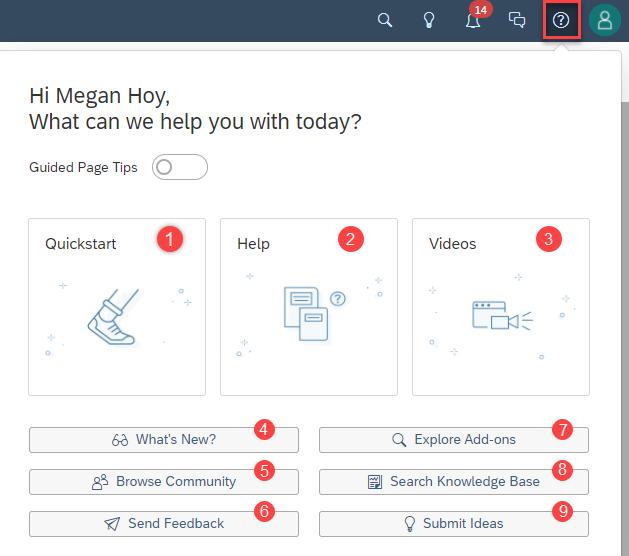 14
Hi Megan Hoy,
What can we help you with today?
Guided Page Tips
Quickstart 1
Help 2
Videos 3
What's New? 4
Explore Add-ons 7
Browse Community 5
Search Knowledge Base 8
Send Feedback 6
Submit Ideas 9